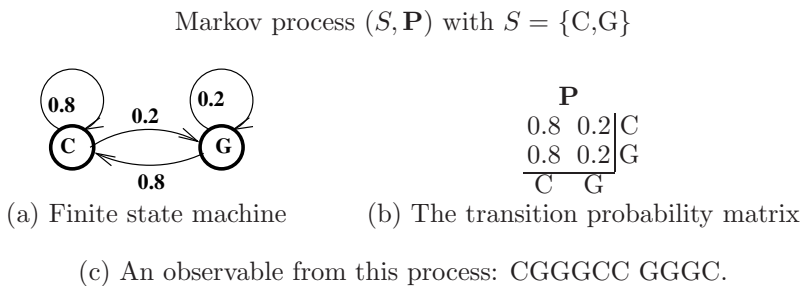 Markov process (S, P) with S = {C,G}
0.8
0.2
0.2
C
G
0.8
P
0.8 0.2 C
0.8 0.2 G
C G
(a) Finite state machine
(b) The transition probability matrix
(c) An observable from this process: CGGGCC GGGC.